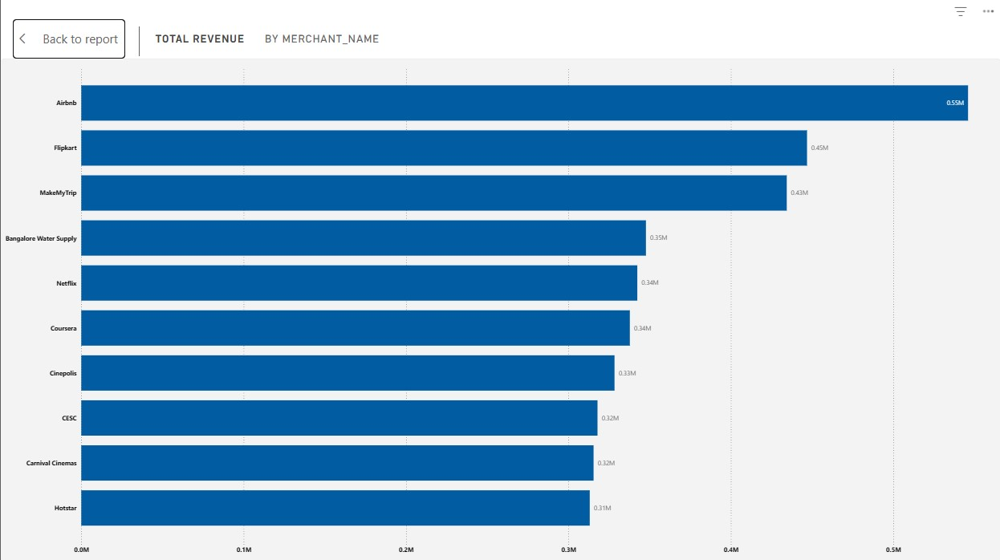 Back to report
TOTAL REVENUE BY MERCHANT_NAME
Airbnb 0.55M
Flipkart 0.45M
MakeMyTrip 0.43M
Bangalore Water Supply 0.35M
Netflix 0.34M
Coursera 0.34M
Cinepolis 0.33M
CESC 0.32M
Carnival Cinemas 0.32M
Hotstar 0.31M
0.0M 0.1M 0.2M 0.3M 0.4M 0.5M